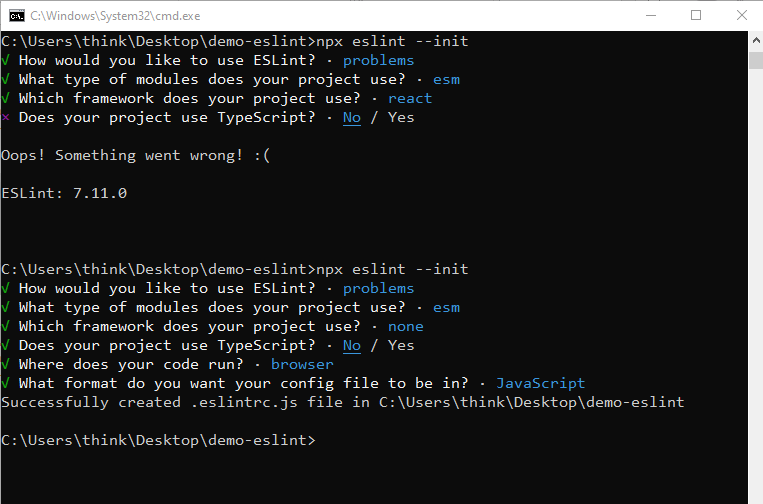 C:\Windows\System32\cmd.exe
C:\Users\think\Desktop\demo-eslint>npx eslint --init
√ How would you like to use ESLint? · problems
√ What type of modules does your project use? · esm
√ Which framework does your project use? · react
× Does your project use TypeScript? · No / Yes
Oops! Something went wrong! :(
ESLint: 7.11.0
C:\Users\think\Desktop\demo-eslint>npx eslint --init
√ How would you like to use ESLint? · problems
√ What type of modules does your project use? · esm
√ Which framework does your project use? · none
√ Does your project use TypeScript? · No / Yes
√ Where does your code run? · browser
√ What format do you want your config file to be in? · JavaScript
Successfully created .eslintrc.js file in C:\Users\think\Desktop\demo-eslint
C:\Users\think\Desktop\demo-eslint>